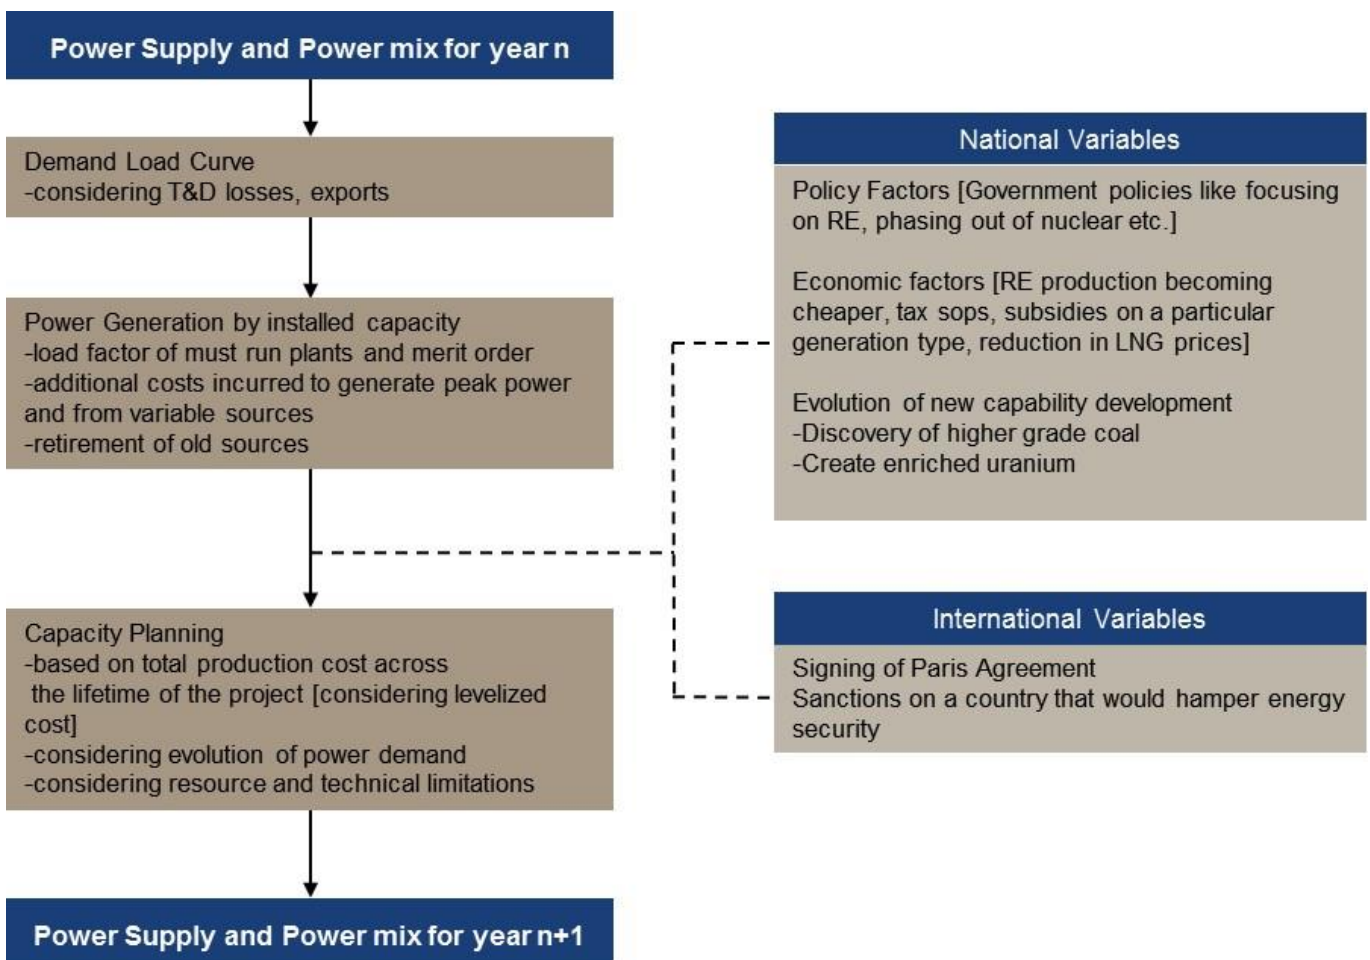 Power Supply and Power mix for year n
Demand Load Curve
-considering T&D losses, exports
Power Generation by installed capacity
-load factor of must run plants and merit order
-additional costs incurred to generate peak power
and from variable sources
-retirement of old sources
Capacity Planning
-based on total production cost across
the lifetime of the project [considering levelized
cost]
-considering evolution of power demand
-considering resource and technical limitations
Power Supply and Power mix for year n+1
National Variables
Policy Factors [Government policies like focusing
on RE, phasing out of nuclear etc.]
Economic factors [RE production becoming
cheaper, tax sops, subsidies on a particular
generation type, reduction in LNG prices]
Evolution of new capability development
-Discovery of higher grade coal
-Create enriched uranium
International Variables
Signing of Paris Agreement
Sanctions on a country that would hamper energy
security